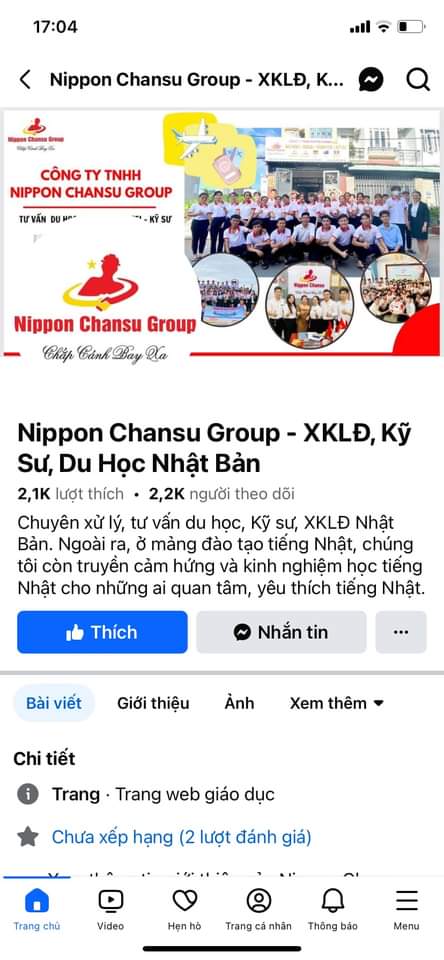 17:04
Nippon Chansu Group - XKLĐ, K...
Nippon Chansu Group
Chắp Cánh Bay Xa
CÔNG TY TNHH
NIPPON CHANSU GROUP
TƯ VẤN DU - KỸ SƯ
Nippon Chansu Group
Chắp Cánh Bay Xa
Nippon Chansu Group - XKLĐ, Kỹ
Sư, Du Học Nhật Bản
2,1K lượt thích • 2,2K người theo dõi
Chuyên xử lý, tư vấn du học, Kỹ sư, XKLĐ Nhật
Bản. Ngoài ra, ở mảng đào tạo tiếng Nhật, chúng
tôi còn truyền cảm hứng và kinh nghiệm học tiếng
Nhật cho những ai quan tâm, yêu thích tiếng Nhật.
Thích
Nhắn tin
Bài viết Giới thiệu Ảnh Xem thêm
Chi tiết
Trang · Trang web giáo dục
Chưa xếp hạng (2 lượt đánh giá)
Trang chủ Video Hẹn hò Trang cá nhân Thông báo Menu